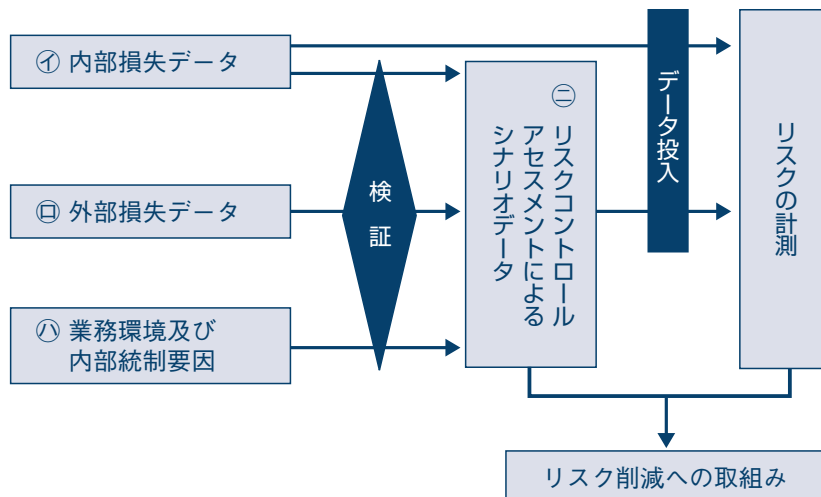 ㋑ 内部損失データ
㋺ 外部損失データ
㋩ 業務環境及び
内部統制要因
検証
㊁ リスクコントロール
アセスメントによる
シナリオデータ
データ投入
リスクの計測
リスク削減への取組み